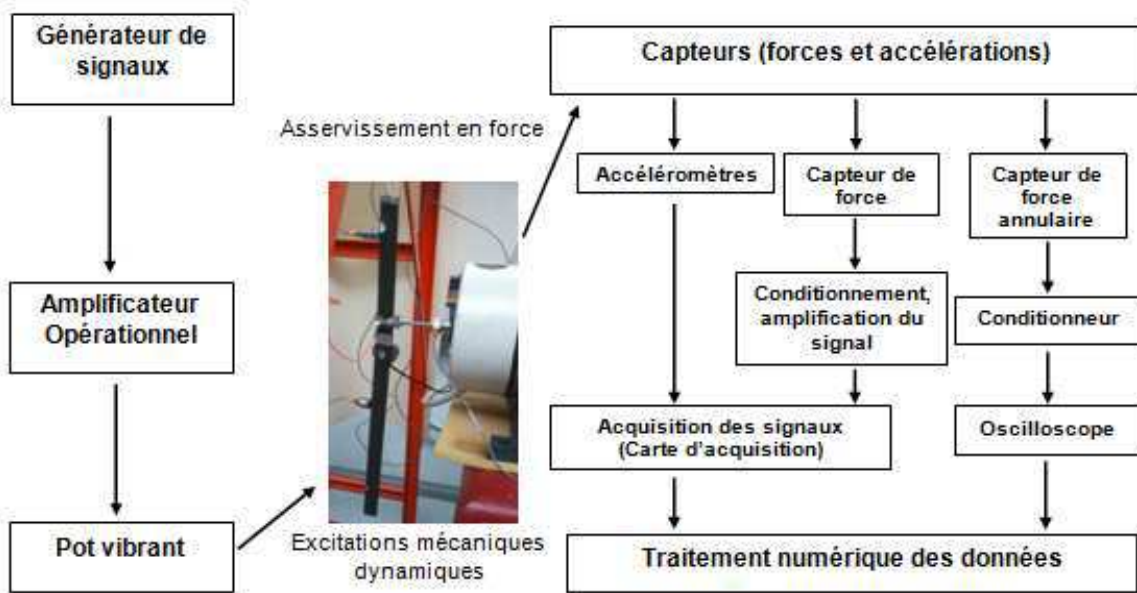 Générateur de
signaux
Amplificateur
Opérationnel
Pot vibrant
Asservissement en force
Excitations mécaniques
dynamiques
Capteurs (forces et accélérations)
Accéléromètres
Capteur de
force
Capteur de
force
annulaire
Conditionnement,
amplification du
signal
Conditionneur
Acquisition des signaux
(Carte d'acquisition)
Oscilloscope
Traitement numérique des données